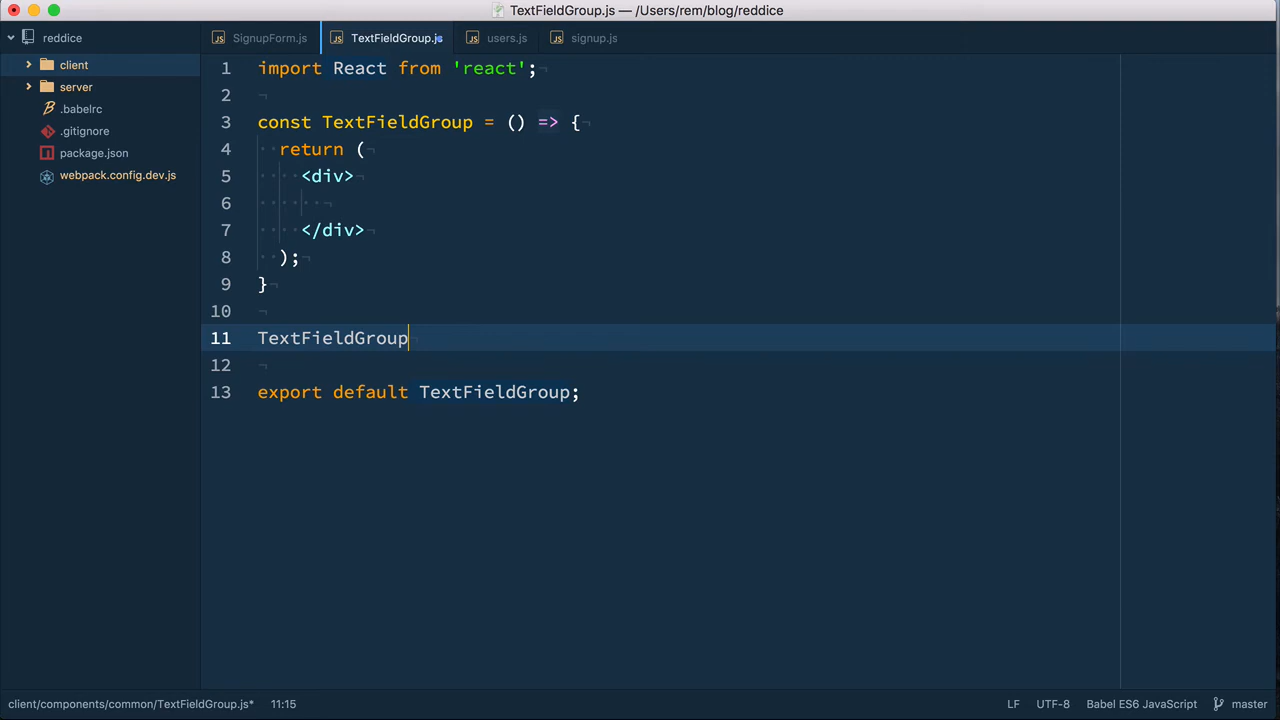 TextFieldGroup.js — /Users/rem/blog/reddice
reddice
SignupForm.js
TextFieldGroup.js
users.js
signup.js
client
server
.babelrc
.gitignore
package.json
webpack.config.dev.js
1 import React from 'react';
2
3 const TextFieldGroup = () => {
4 return (
5 <div>
6
7 </div>
8 );
9 }
10
11 TextFieldGroup
12
13 export default TextFieldGroup;
client/components/common/TextFieldGroup.js* 11:15 LF UTF-8 Babel ES6 JavaScript master